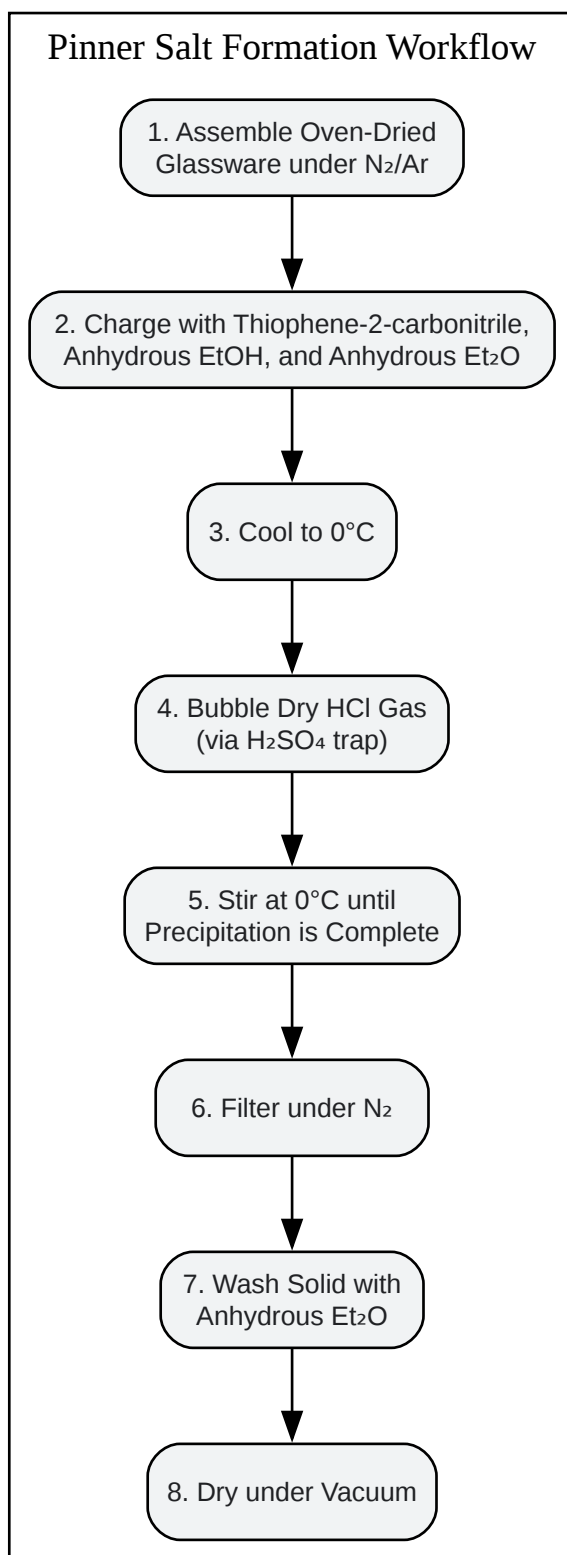 Pinner Salt Formation Workflow
1. Assemble Oven-Dried
Glassware under N₂/Ar
2. Charge with Thiophene-2-carbonitrile,
Anhydrous EtOH, and Anhydrous Et₂O
3. Cool to 0°C
4. Bubble Dry HCl Gas
(via H₂SO₄ trap)
5. Stir at 0°C until
Precipitation is Complete
6. Filter under N₂
7. Wash Solid with
Anhydrous Et₂O
8. Dry under Vacuum